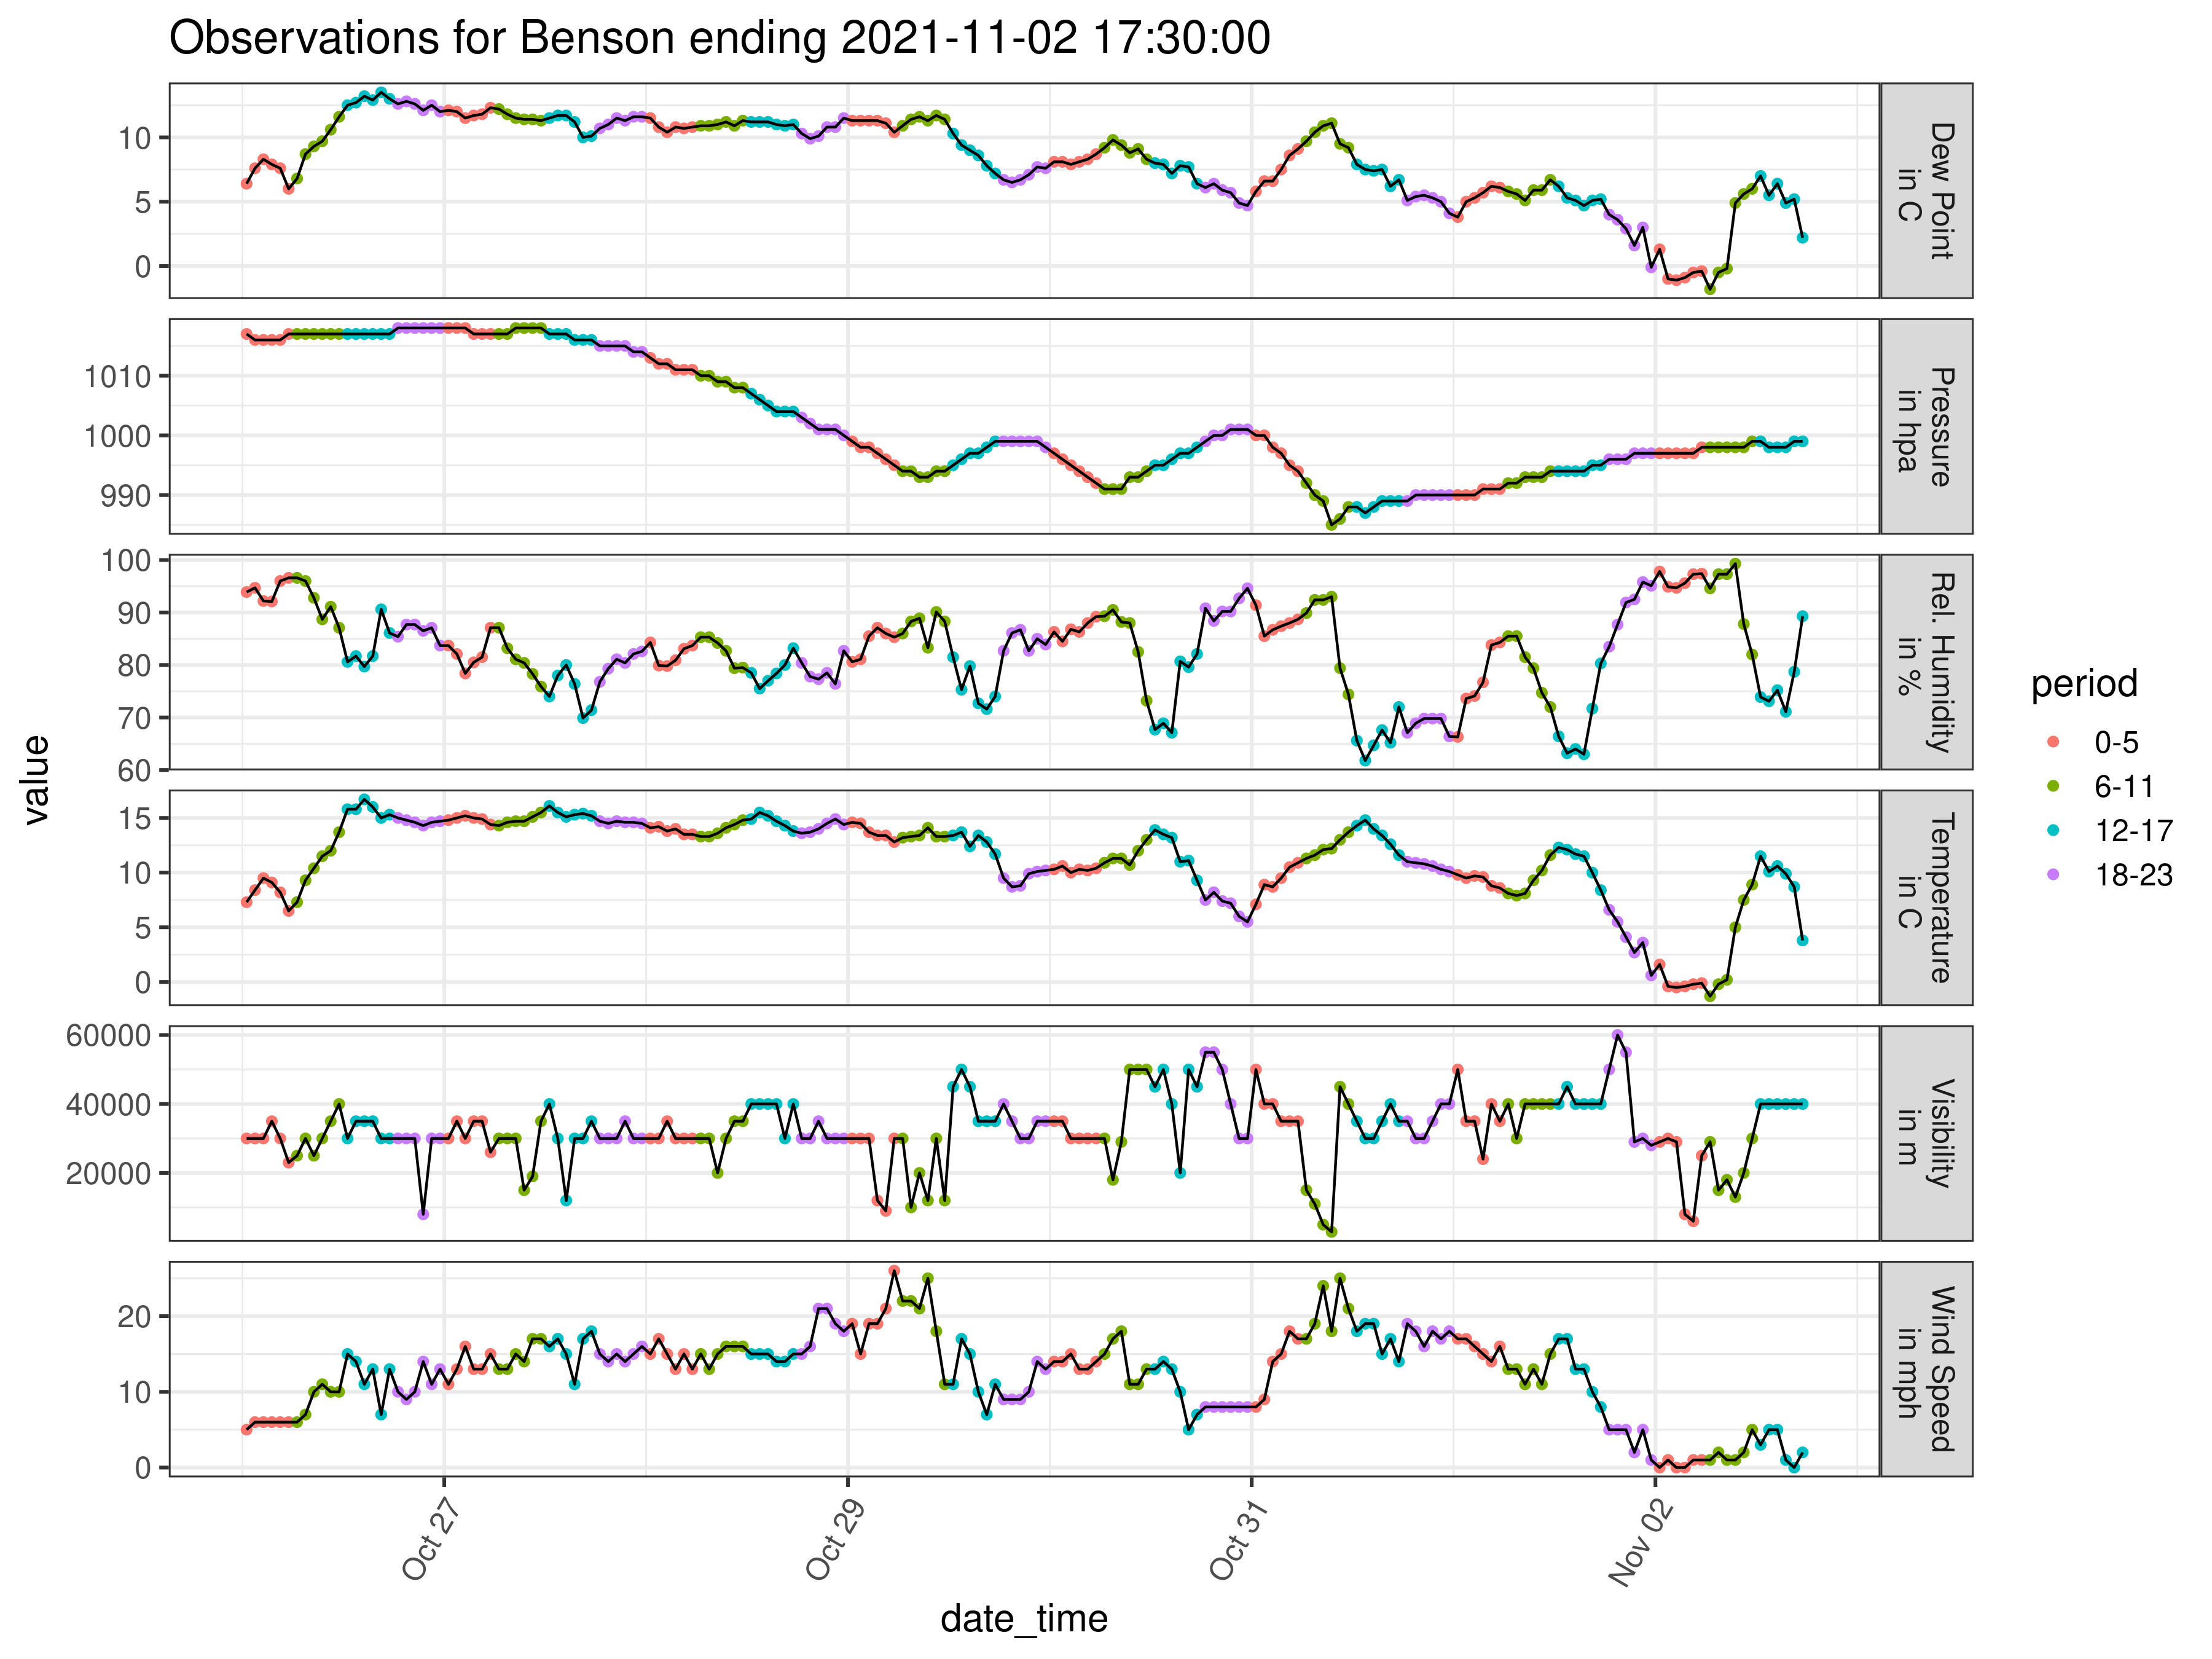 Observations for Benson ending 2021-11-02 17:30:00
value
10
5
0
Dew Point
in C
1010
1000
990
Pressure
in hpa
100
90
80
70
60
Rel. Humidity
in %
15
10
5
0
Temperature
in C
60000
40000
20000
Visibility
in m
20
10
0
Wind Speed
in mph
Oct 27
Oct 29
Oct 31
Nov 02
date_time
period
0-5
6-11
12-17
18-23